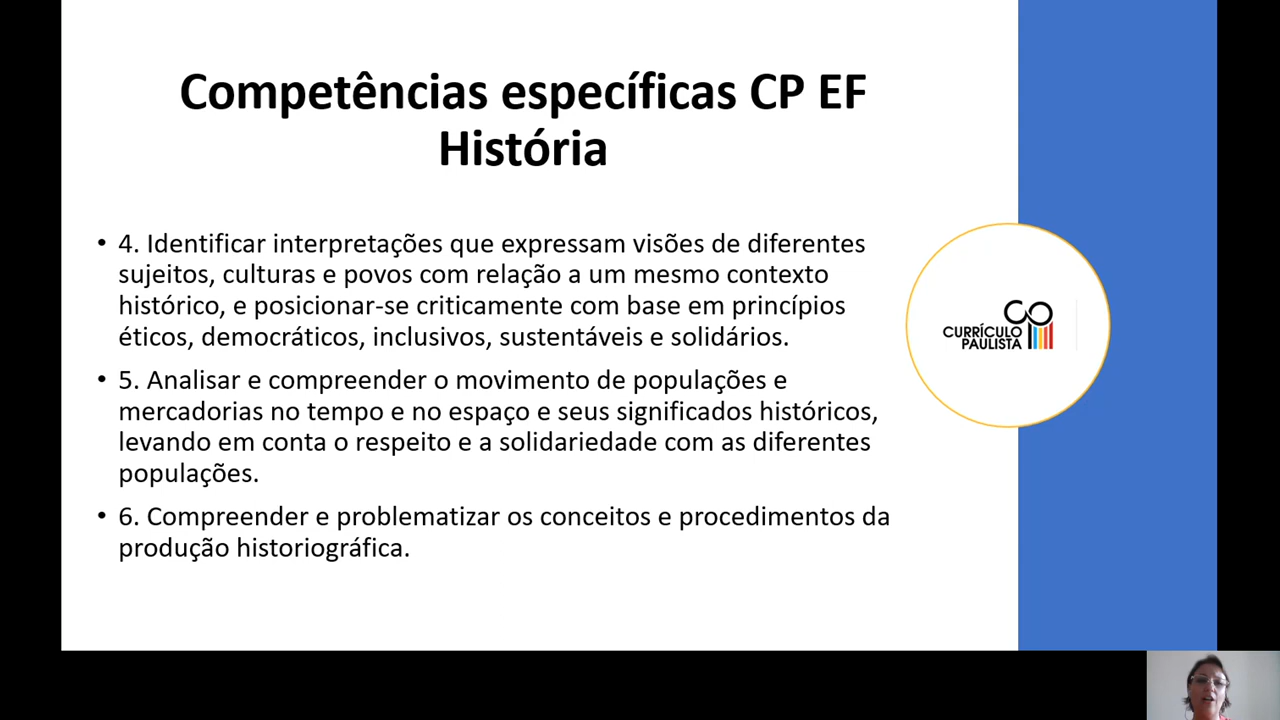 Competências específicas CP EF
História
• 4. Identificar interpretações que expressam visões de diferentes
sujeitos, culturas e povos com relação a um mesmo contexto
histórico, e posicionar-se criticamente com base em princípios
éticos, democráticos, inclusivos, sustentáveis e solidários.
• 5. Analisar e compreender o movimento de populações e
mercadorias no tempo e no espaço e seus significados históricos,
levando em conta o respeito e a solidariedade com as diferentes
populações.
• 6. Compreender e problematizar os conceitos e procedimentos da
produção historiográfica.
CURRÍCULO
PAULISTA